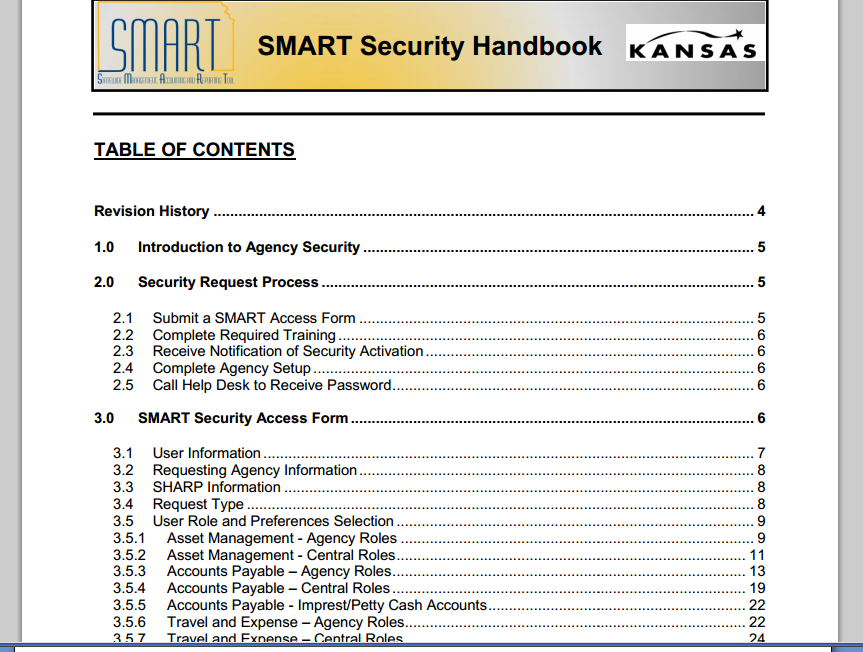 SMART
STATEWIDE MANAGEMENT, ACCOUNTING AND REPORTING TOOL
SMART Security Handbook
KANSAS
TABLE OF CONTENTS
Revision History ........ 4
1.0 Introduction to Agency Security ........ 5
2.0 Security Request Process ........ 5
2.1 Submit a SMART Access Form ........ 5
2.2 Complete Required Training ........ 6
2.3 Receive Notification of Security Activation ........ 6
2.4 Complete Agency Setup ........ 6
2.5 Call Help Desk to Receive Password ........ 6
3.0 SMART Security Access Form ........ 6
3.1 User Information ........ 7
3.2 Requesting Agency Information ........ 8
3.3 SHARP Information ........ 8
3.4 Request Type ........ 8
3.5 User Role and Preferences Selection ........ 9
3.5.1 Asset Management - Agency Roles ........ 9
3.5.2 Asset Management - Central Roles ........ 11
3.5.3 Accounts Payable – Agency Roles ........ 13
3.5.4 Accounts Payable – Central Roles ........ 19
3.5.5 Accounts Payable - Imprest/Petty Cash Accounts ........ 22
3.5.6 Travel and Expense – Agency Roles ........ 22
3.5.7 Travel and Expense – Central Roles ........ 24